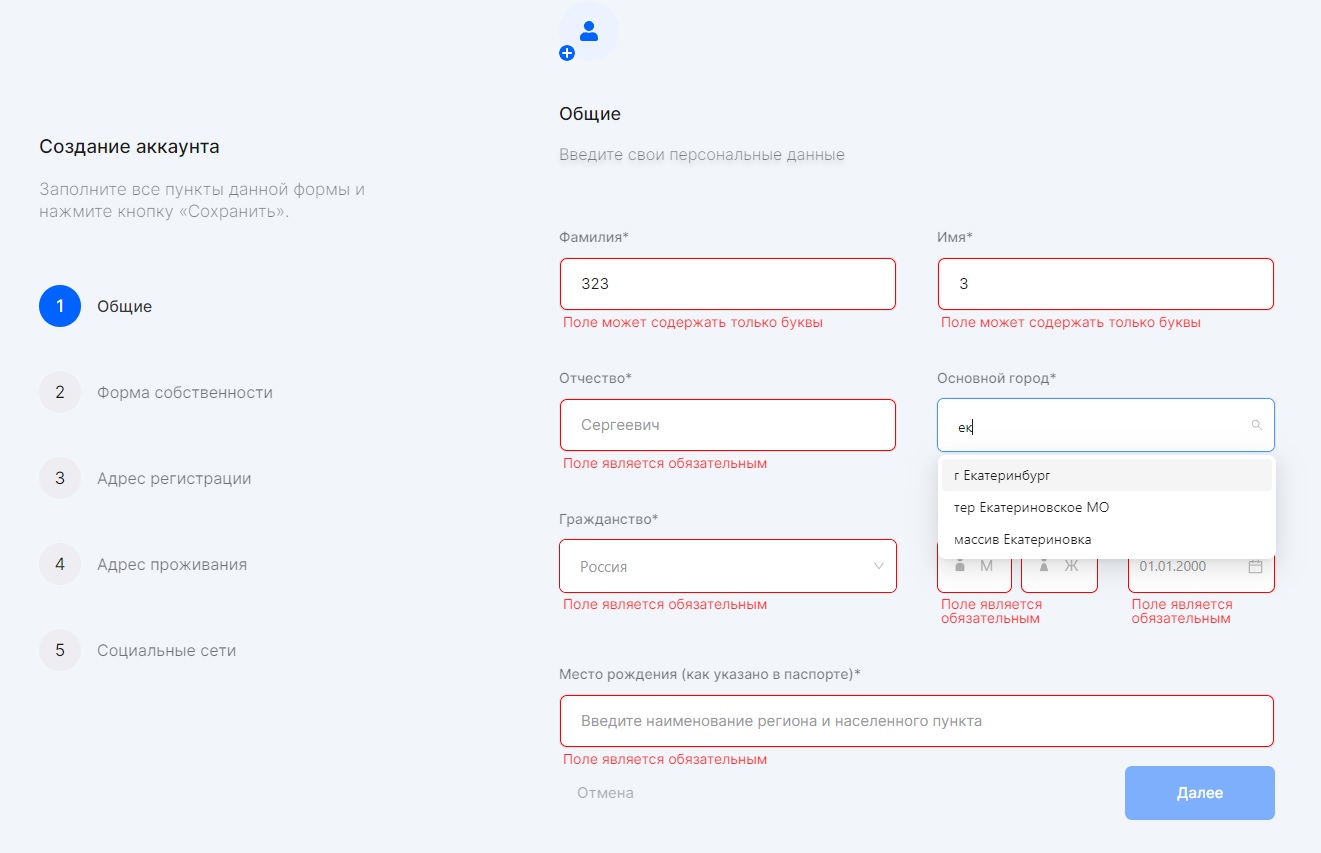 Создание аккаунта
Заполните все пункты данной формы и
нажмите кнопку «Сохранить».
1 Общие
2 Форма собственности
3 Адрес регистрации
4 Адрес проживания
5 Социальные сети
Общие
Введите свои персональные данные
Фамилия*
323
Поле может содержать только буквы
Имя*
3
Поле может содержать только буквы
Отчество*
Сергеевич
Поле является обязательным
Основной город*
ек
г Екатеринбург
тер Екатериновское МО
массив Екатериновка
Гражданство*
Россия
Поле является обязательным
М
Ж
Поле является
обязательным
01.01.2000
Поле является
обязательным
Место рождения (как указано в паспорте)*
Введите наименование региона и населенного пункта
Поле является обязательным
Отмена
Далее